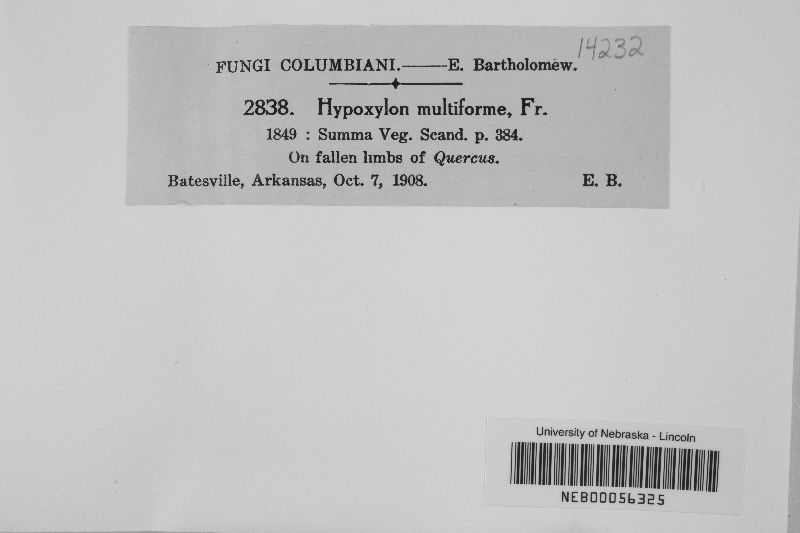 14232
FUNGI COLUMBIANI.——E. Bartholomew.
2838. Hypoxylon multiforme, Fr.
1849 : Summa Veg. Scand. p. 384.
On fallen limbs of Quercus.
Batesville, Arkansas, Oct. 7, 1908. E. B.
University of Nebraska - Lincoln
NEB00056325